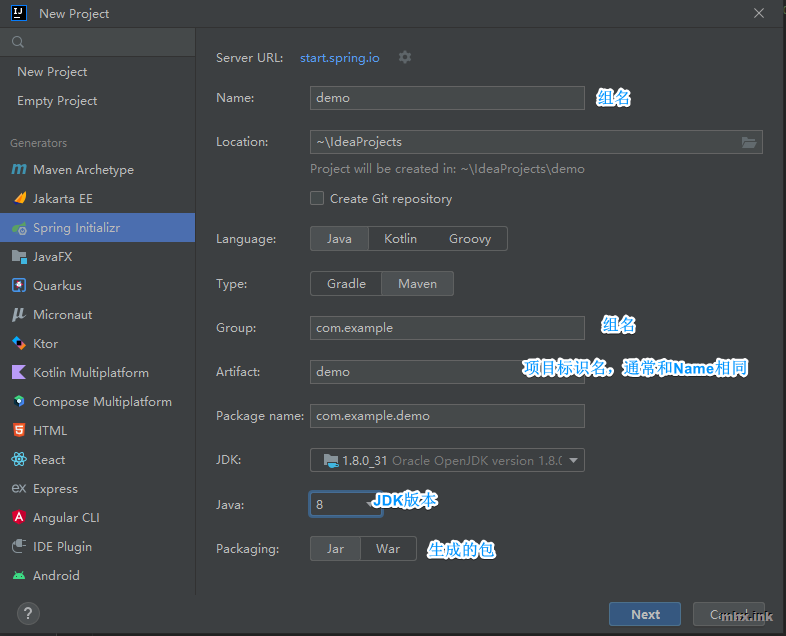 IJ New Project
New Project
Empty Project
Generators
m Maven Archetype
Jakarta EE
Spring Initializr
JavaFX
Quarkus
μ Micronaut
Ktor
Kotlin Multiplatform
Compose Multiplatform
5 HTML
React
ex Express
A Angular CLI
IDE Plugin
Android
?
Server URL: start.spring.io
Name: demo 组名
Location: ~\IdeaProjects
Project will be created in: ~\IdeaProjects\demo
Create Git repository
Language: Java Kotlin Groovy
Type: Gradle Maven
Group: com.example 组名
Artifact: demo 项目标识名，通常和Name相同
Package name: com.example.demo
JDK: 1.8.0_31 Oracle OpenJDK version 1.8.
Java: 8 JDK版本
Packaging: Jar War 生成的包
Next
mhx.ink